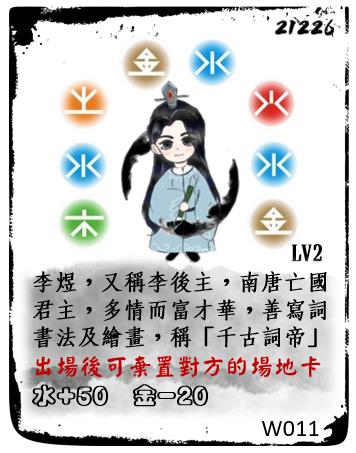 21226
金 水
土 火
水 水
木 金
LV2
李煜,又稱李後主,南唐亡國
君主,多情而富才華,善寫詞
書法及繪畫,稱「千古詞帝」
出場後可棄置對方的場地卡
水+50 金-20
W011